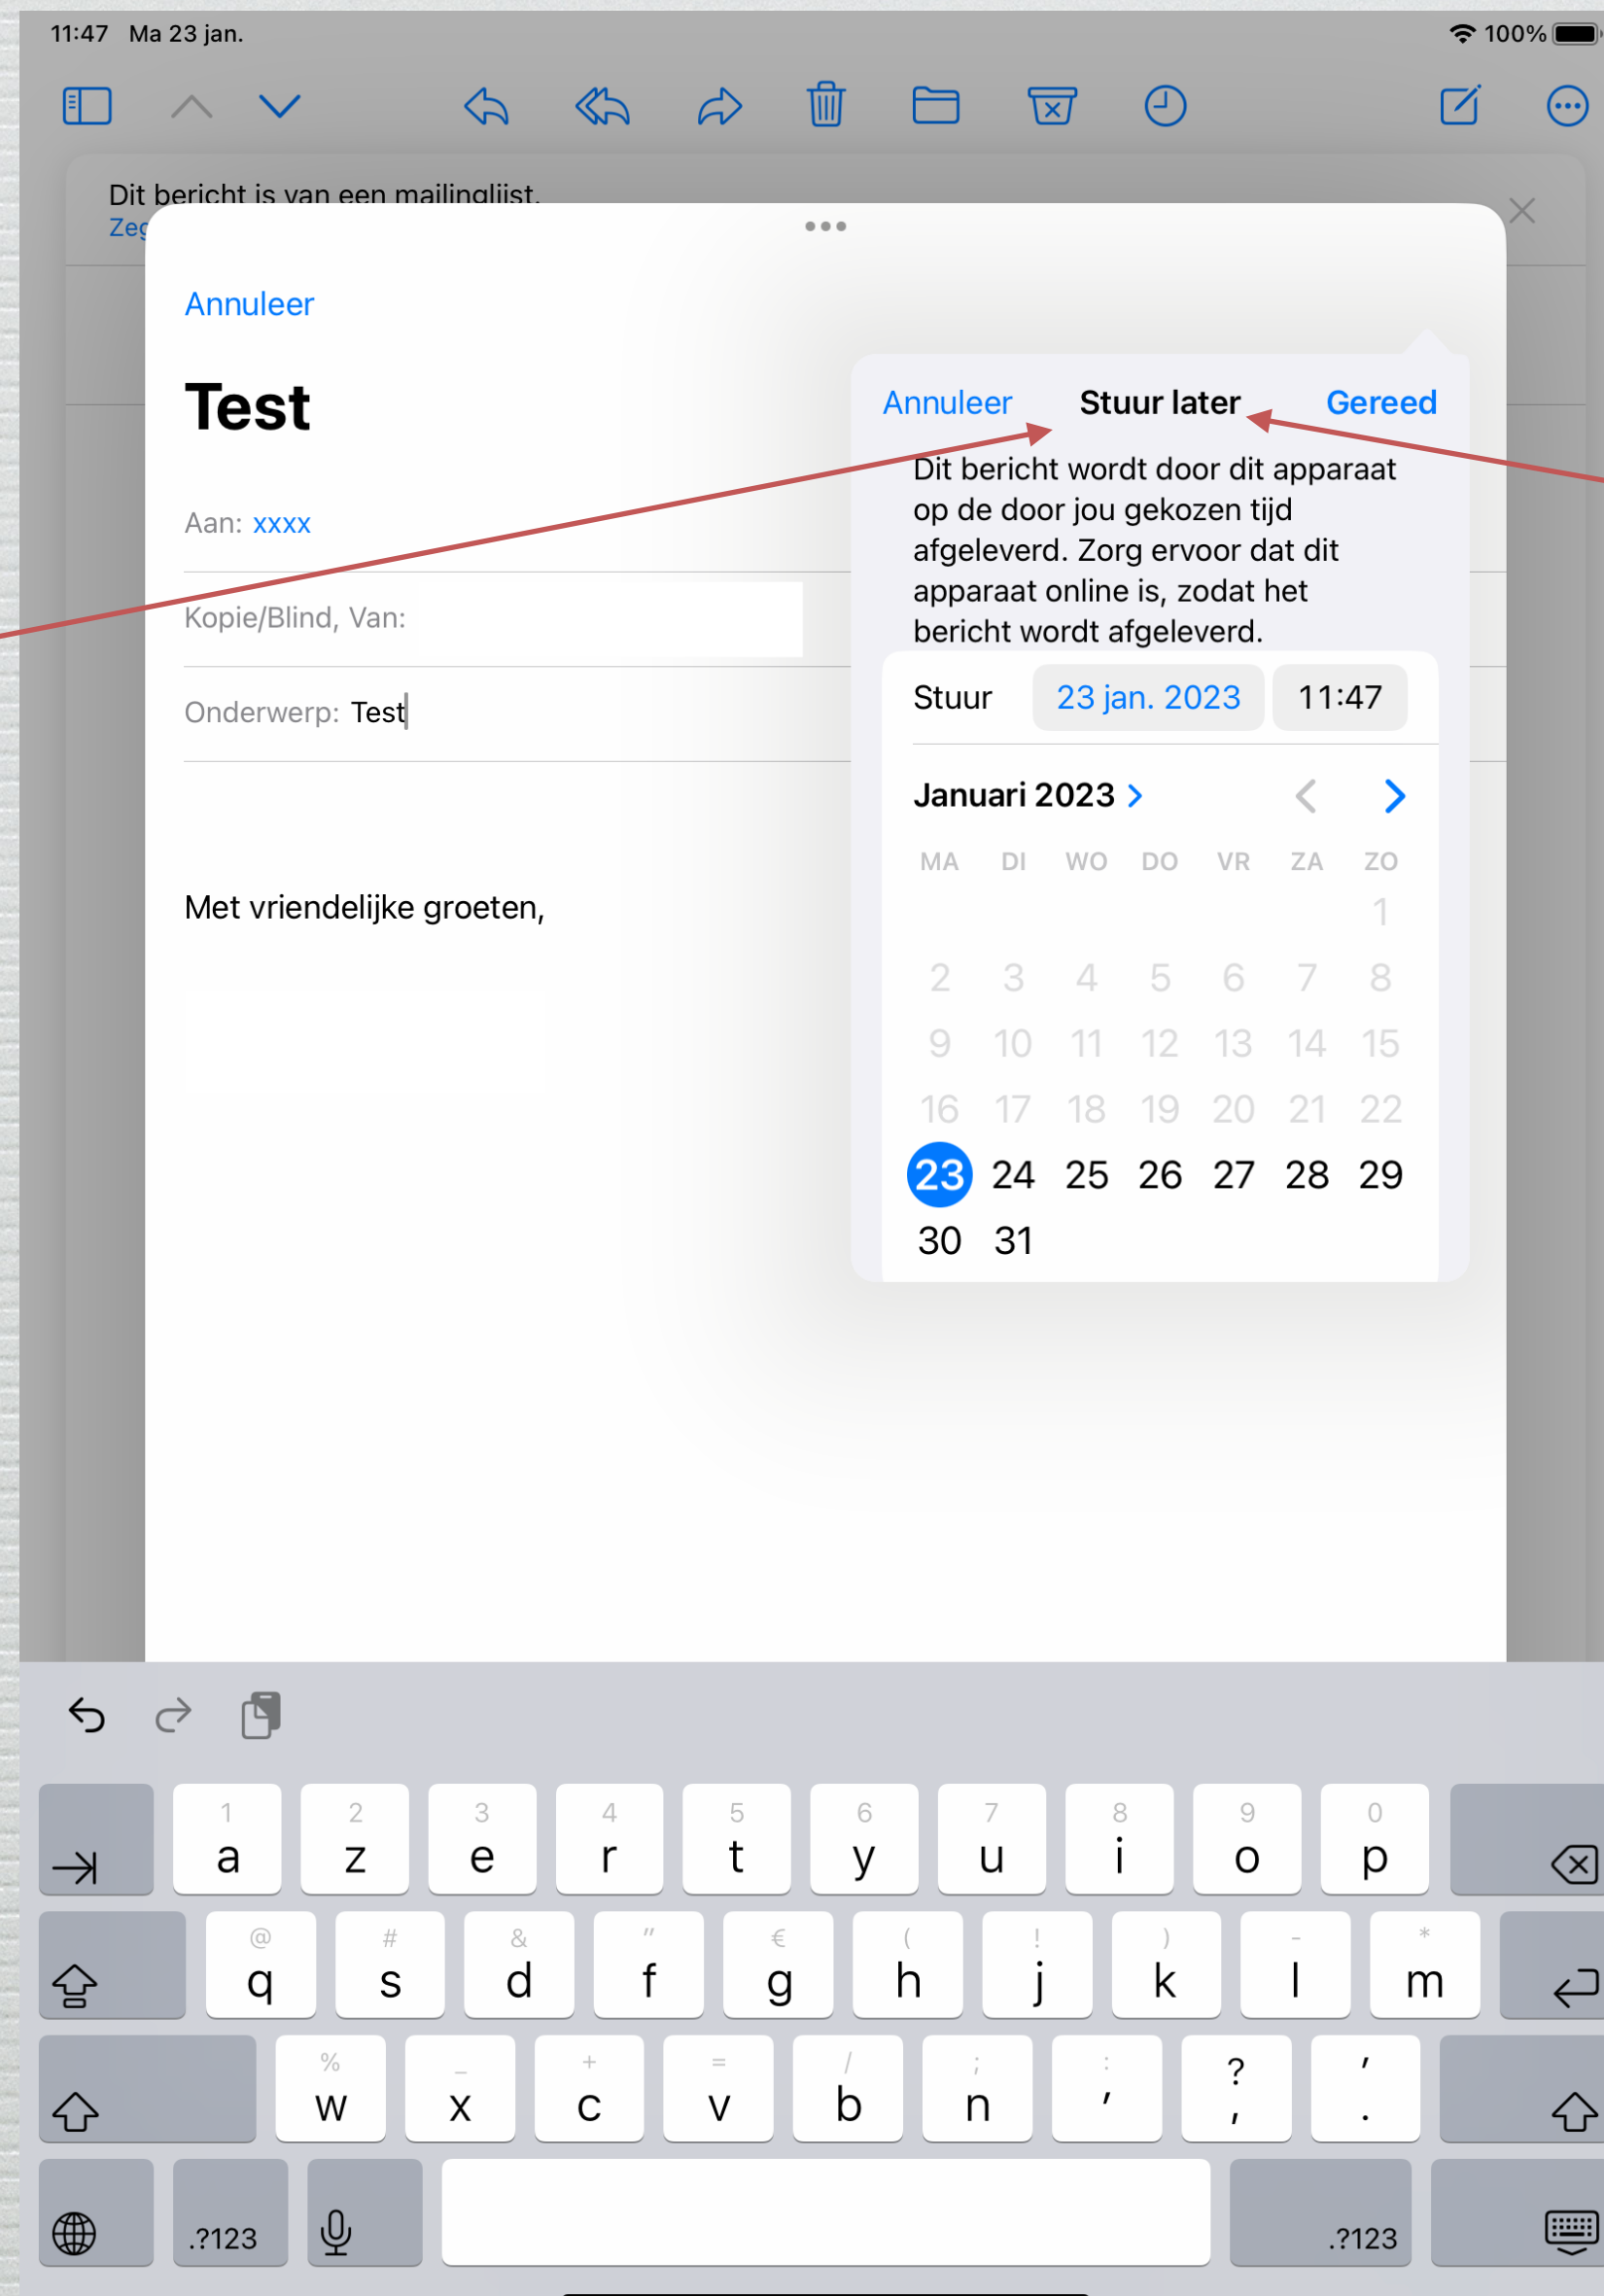 11:47 Ma 23 jan.
100%
Dit bericht is van een mailinglijst.
Zeg
Annuleer
Test
Aan: xxxx
Kopie/Blind, Van:
Onderwerp: Test
Met vriendelijke groeten,
Annuleer Stuur later Gereed
Dit bericht wordt door dit apparaat
op de door jou gekozen tijd
afgeleverd. Zorg ervoor dat dit
apparaat online is, zodat het
bericht wordt afgeleverd.
Stuur 23 jan. 2023 11:47
Januari 2023
MA DI WO DO VR ZA ZO
1
2 3 4 5 6 7 8
9 10 11 12 13 14 15
16 17 18 19 20 21 22
23 24 25 26 27 28 29
30 31
1 2 3 4 5 6 7 8 9 0
a z e r t y u i o p
@ # & " € ( ! ) - *
q s d f g h j k l m
% _ + = / ; : ? '
w x c v b n ' , .
.?123 .?123